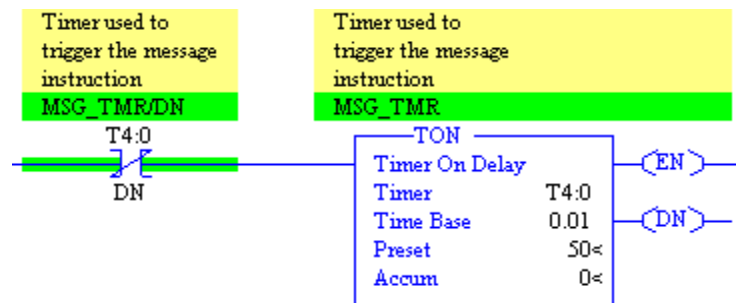 Timer used to
trigger the message
instruction
MSG_TMR/DN
T4:0
DN
Timer used to
trigger the message
instruction
MSG_TMR
TON
Timer On Delay
Timer T4:0
Time Base 0.01
Preset 50<
Accum 0<
EN
DN